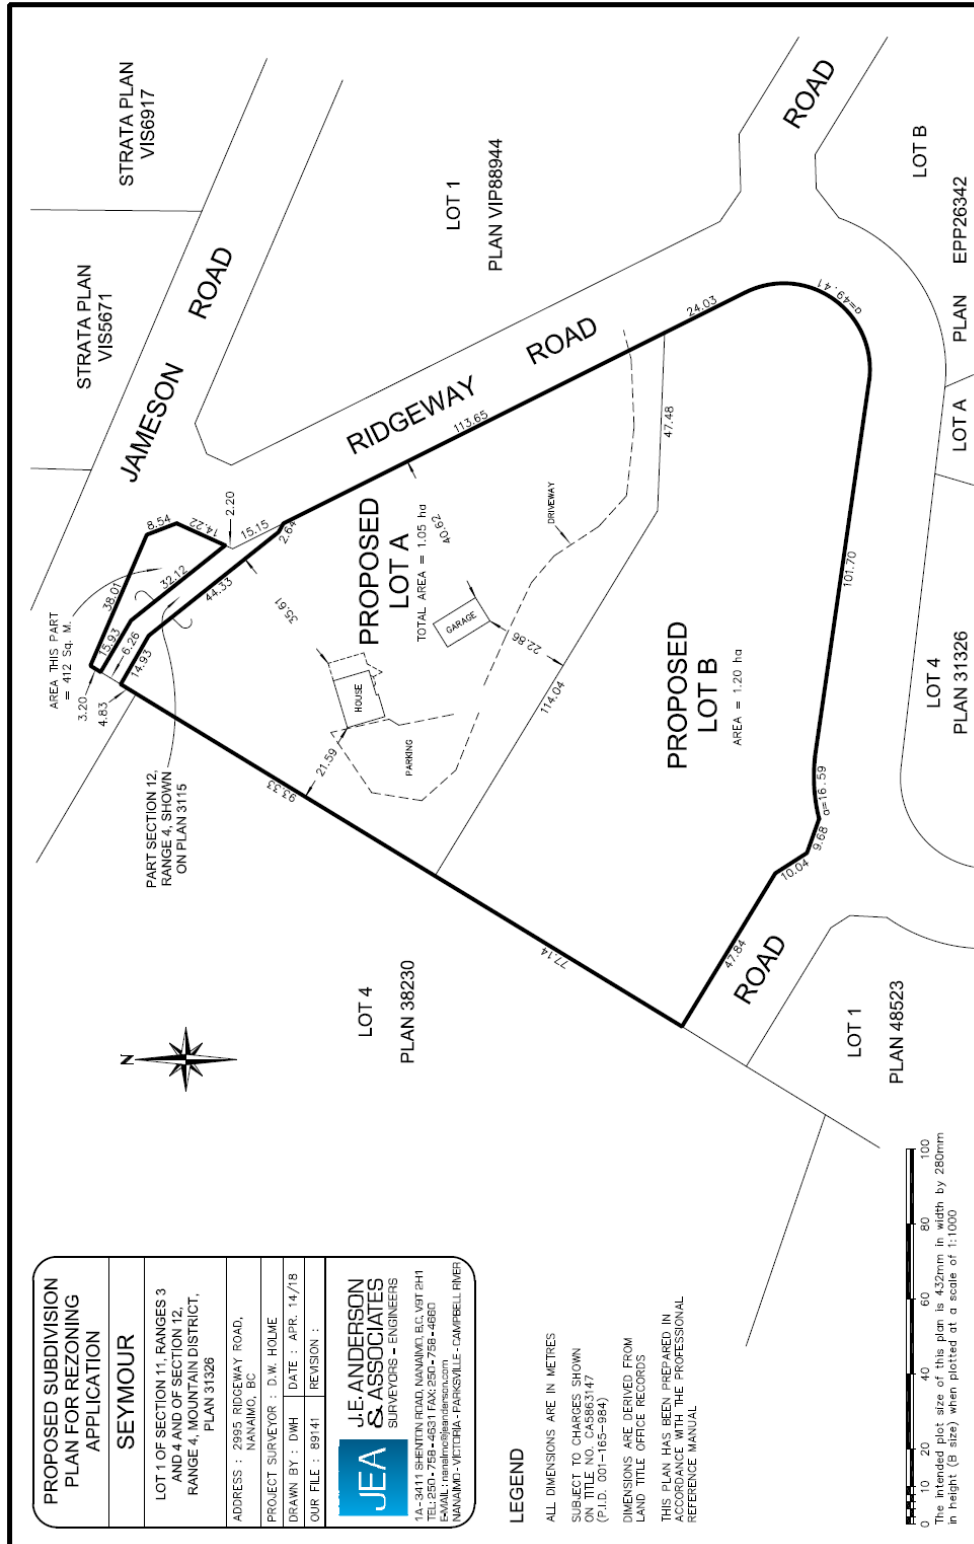 PROPOSED SUBDIVISION
PLAN FOR REZONING
APPLICATION
SEYMOUR
LOT 1 OF SECTION 11, RANGES 3
AND 4 AND OF SECTION 12,
RANGE 4, MOUNTAIN DISTRICT,
PLAN 31326
ADDRESS : 2995 RIDGEWAY ROAD,
NANAIMO, BC
PROJECT SURVEYOR : D.W. HOLME
DRAWN BY : DWH
DATE : APR. 14/18
OUR FILE : 89141
REVISION :
JEA
J.E. ANDERSON
& ASSOCIATES
SURVEYORS – ENGINEERS
1A-3411 SHENTON ROAD, NANAIMO, B.C. V9T 2H1
TEL: 250-758-4631 FAX: 250-758-4660
EMAIL: nanaimo@jeanderson.com
NANAIMO - VICTORIA - PARKSVILLE - CAMPBELL RIVER
LEGEND
ALL DIMENSIONS ARE IN METRES
SUBJECT TO CHARGES SHOWN
ON TITLE NO. CA5863147
(P.I.D. 001-165-984)
DIMENSIONS ARE DERIVED FROM
LAND TITLE OFFICE RECORDS
THIS PLAN HAS BEEN PREPARED IN
ACCORDANCE WITH THE PROFESSIONAL
REFERENCE MANUAL
0 10 20 40 60 80 100
The intended plot size of this plan is 432mm in width by 280mm
in height (B size) when plotted at a scale of 1:1000
N
STRATA PLAN
VIS5671
STRATA PLAN
VIS6917
JAMESON
ROAD
LOT 1
PLAN VIP88944
RIDGEWAY
ROAD
ROAD
LOT B
PLAN
EPP26342
LOT A
LOT 4
PLAN 31326
LOT 1
PLAN 48523
ROAD
LOT 4
PLAN 38230
PART SECTION 12,
RANGE 4, SHOWN
ON PLAN 3115
AREA THIS PART
= 412 Sq. M.
PROPOSED
LOT A
TOTAL AREA = 1.05 ha
PROPOSED
LOT B
AREA = 1.20 ha
HOUSE
GARAGE
PARKING
DRIVEWAY
3.20
4.83
15.93
6.26
14.93
38.01
8.54
14.22
32.12
44.33
2.20
15.15
2.64
35.61
40.62
22.86
21.59
93.33
113.65
24.03
47.48
114.04
a=49.41
101.70
a=16.59
9.68
10.04
47.84
77.14